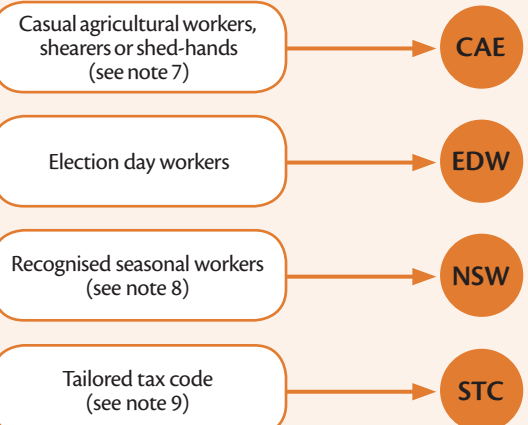 Casual agricultural workers,
shearers or shed-hands
(see note 7)
CAE
Election day workers
EDW
Recognised seasonal workers
(see note 8)
NSW
Tailored tax code
(see note 9)
STC